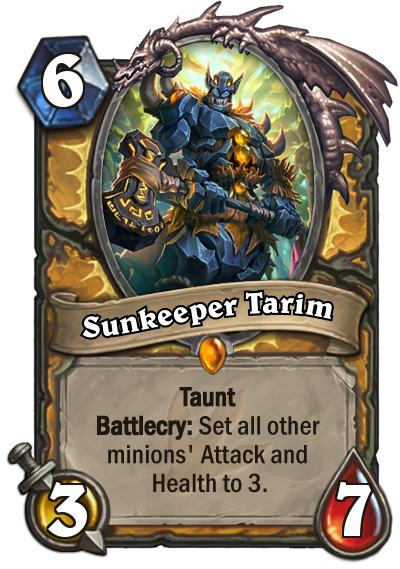 6
Sunkeeper Tarim
Taunt
Battlecry: Set all other
minions' Attack and
Health to 3.
3
7